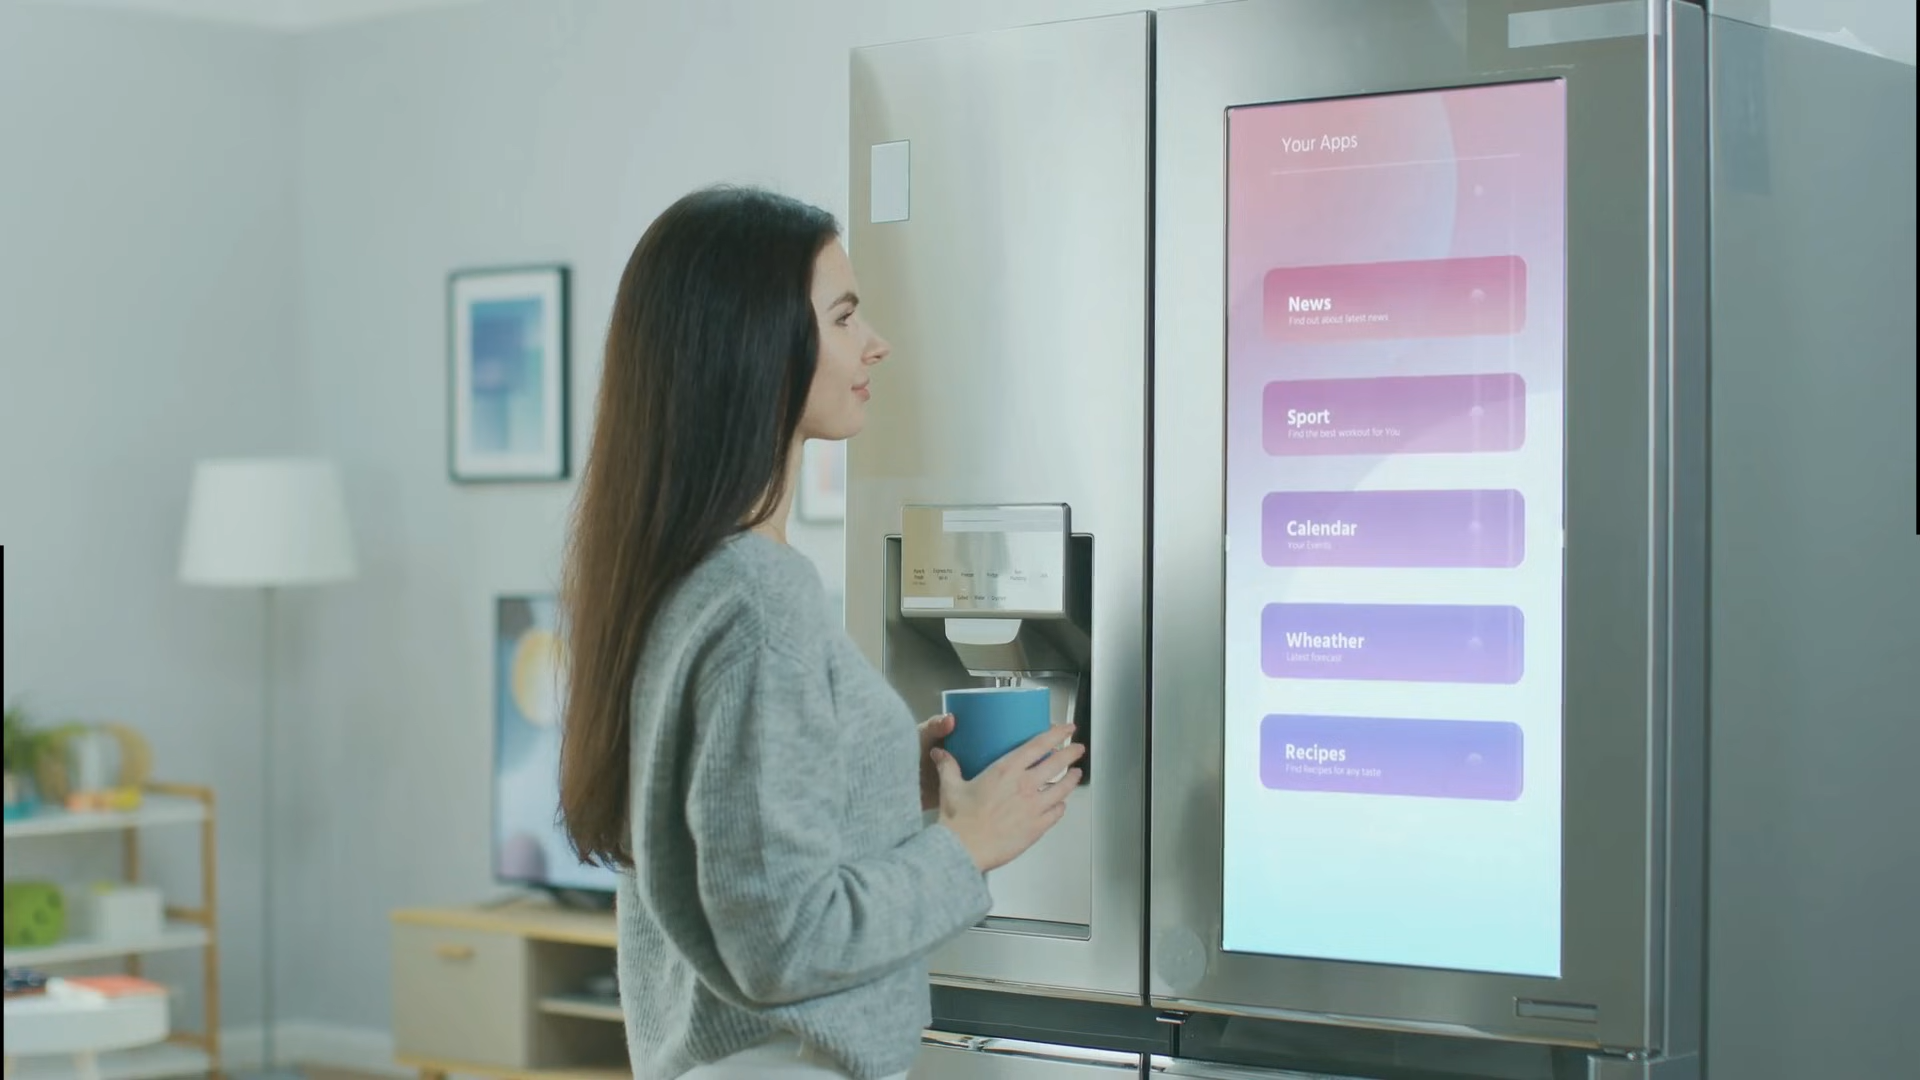 Your Apps
News
Find out about latest news
Sport
Find the best workout for You
Calendar
Your Events
Wheather
Latest forecast
Recipes
Find Recipes for any taste